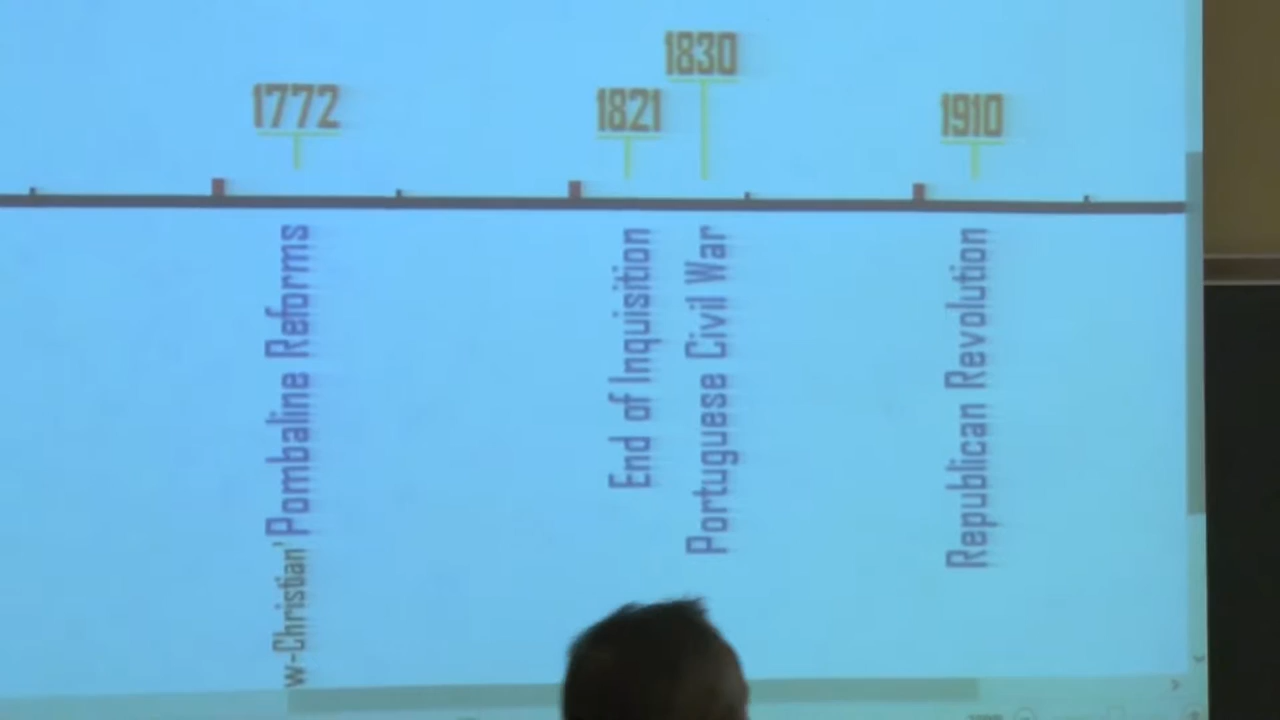 1772
1821
1830
1910
Pombaline Reforms
w-Christian'
End of Inquisition
Portuguese Civil War
Republican Revolution